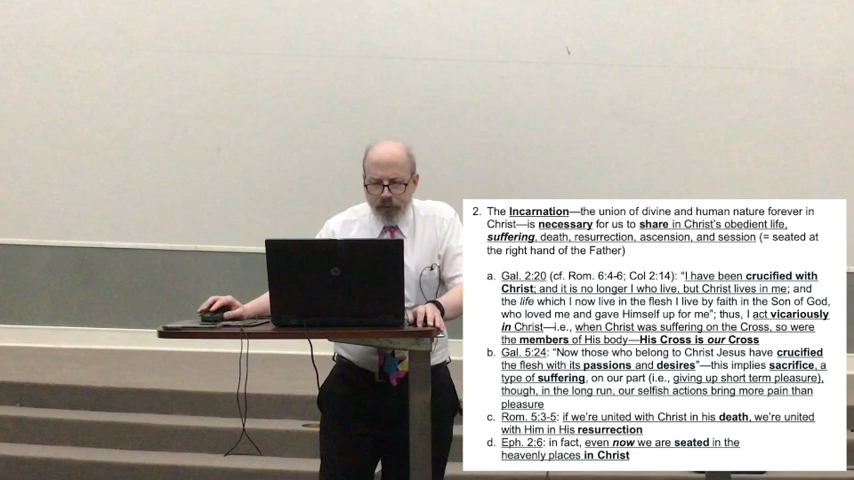 2. The Incarnation—the union of divine and human nature forever in
Christ—is necessary for us to share in Christ's obedient life,
suffering, death, resurrection, ascension, and session (= seated at
the right hand of the Father)
a. Gal. 2:20 (cf. Rom. 6:4-6; Col 2:14): “I have been crucified with
Christ; and it is no longer I who live, but Christ lives in me; and
the life which I now live in the flesh I live by faith in the Son of God,
who loved me and gave Himself up for me”; thus, I act vicariously
in Christ—i.e., when Christ was suffering on the Cross, so were
the members of His body—His Cross is our Cross
b. Gal. 5:24: “Now those who belong to Christ Jesus have crucified
the flesh with its passions and desires”—this implies sacrifice, a
type of suffering, on our part (i.e., giving up short term pleasure),
though, in the long run, our selfish actions bring more pain than
pleasure
c. Rom. 5:3-5: if we're united with Christ in his death, we're united
with Him in His resurrection
d. Eph. 2:6: in fact, even now we are seated in the
heavenly places in Christ